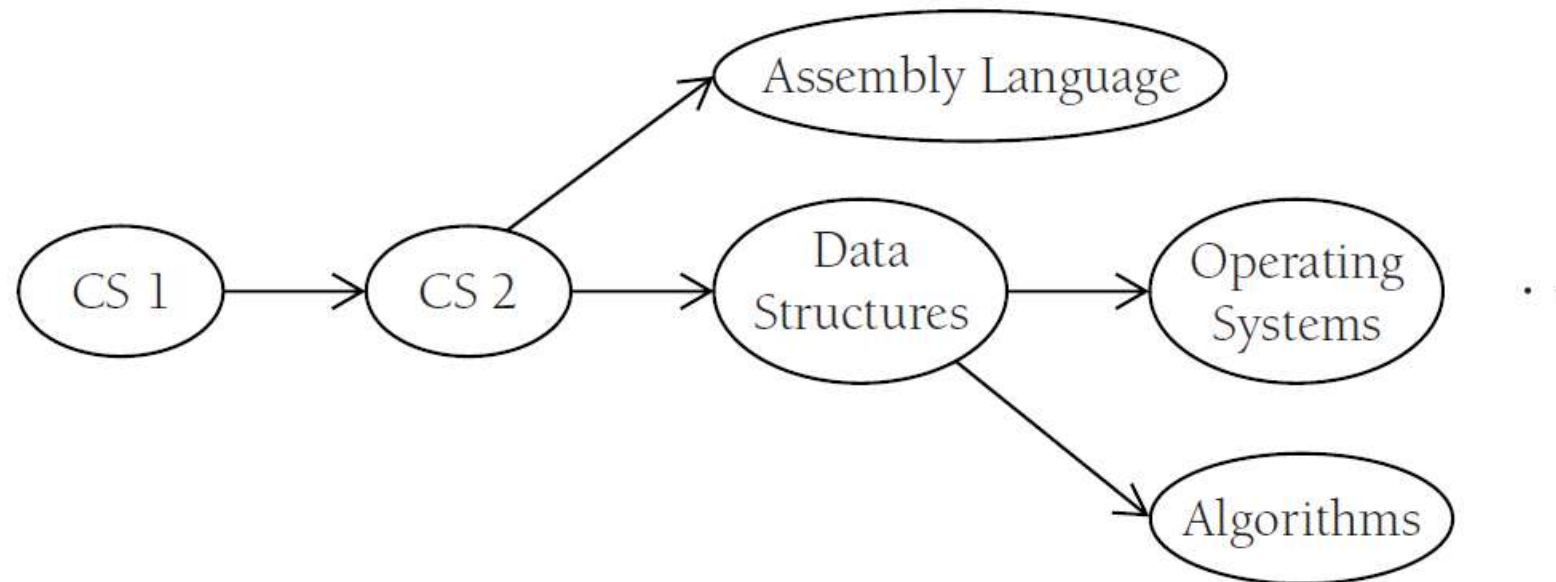 Assembly Language
CS 1
CS 2
Data
Structures
Operating
Systems
Algorithms